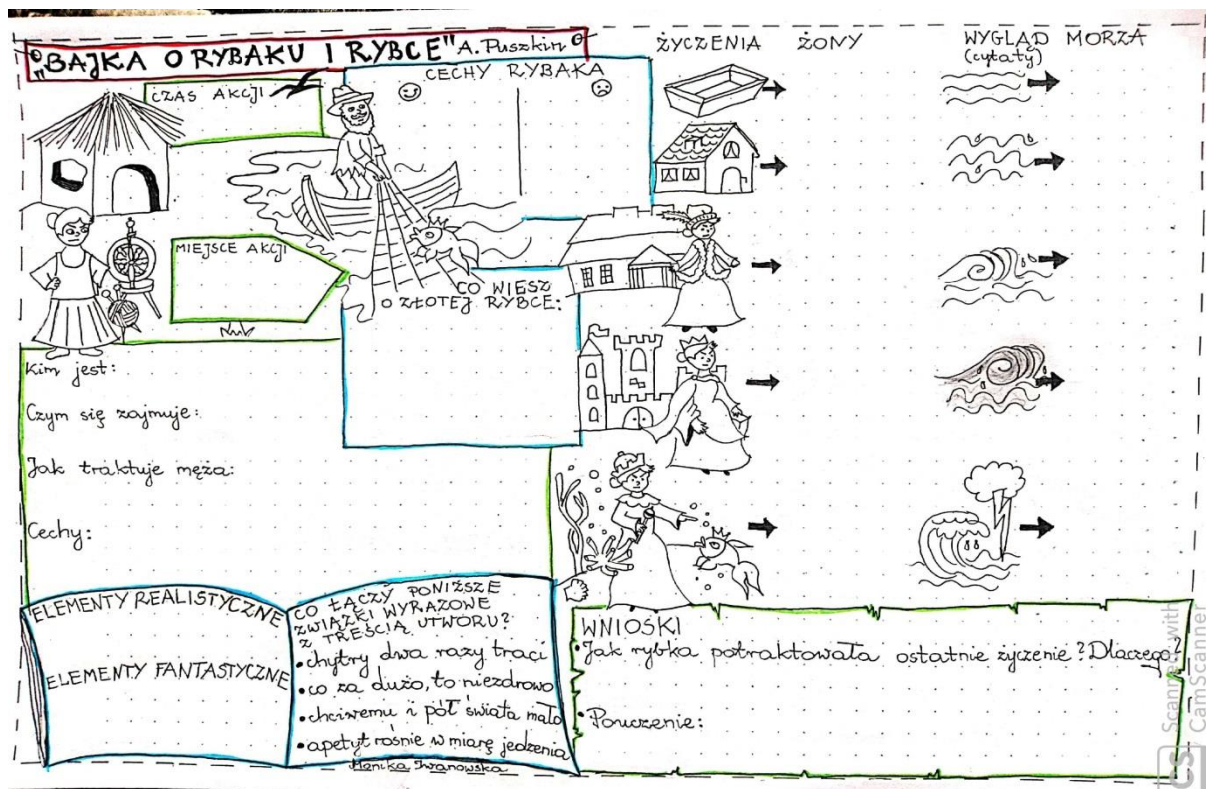 "BAJKA O RYBAKU I RYBCE" A. Puszkin
CZAS AKCJI
CECHY RYBAKA
MIEJSCE AKCJI
CO WIESZ
O ZŁOTEJ RYBCE:
Kim jest:
Czym się zajmuje:
Jak traktuje męża:
Cechy:
ELEMENTY REALISTYCZNE
ELEMENTY FANTASTYCZNE
CO ŁĄCZY PONIŻSZE
ZWIĄZKI WYRAZOWE
Z TREŚCIĄ UTWORU?
• chytry dwa razy traci
• co za dużo, to niezdrowo
• chciwemu i pół świata mało
• apetyt rośnie w miarę jedzenia
Monika Iwanowska
ŻYCZENIA ŻONY
WYGLĄD MORZA
(cytaty)
WNIOSKI
• Jak rybka potraktowała ostatnie życzenie? Dlaczego?
• Pouczenie:
CS Scanned with
CamScanner